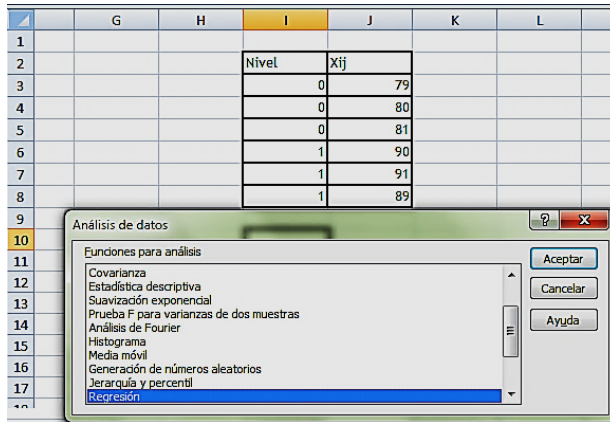 G H I J K L
1
2 Nivel Xij
3 0 79
4 0 80
5 0 81
6 1 90
7 1 91
8 1 89
9
10
11
12
13
14
15
16
17
Análisis de datos ?
Funciones para análisis
Covarianza
Estadística descriptiva
Suavización exponencial
Prueba F para varianzas de dos muestras
Análisis de Fourier
Histograma
Media móvil
Generación de números aleatorios
Jerarquía y percentil
Regresión
Aceptar
Cancelar
Ayuda